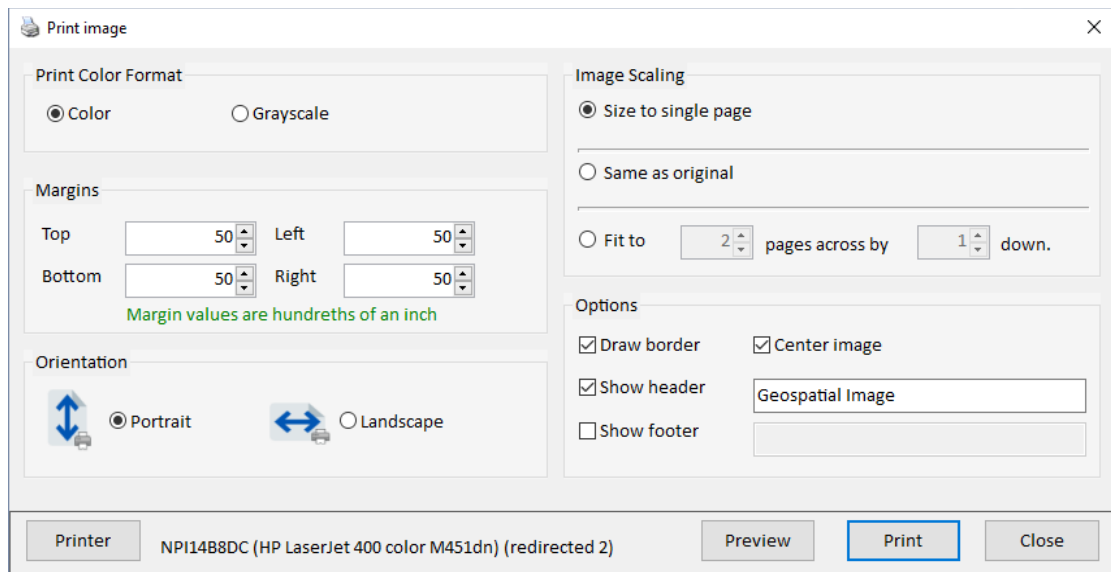 Print image
Print Color Format
Color
Grayscale
Margins
Top
50
Left
50
Bottom
50
Right
50
Margin values are hundreths of an inch
Orientation
Portrait
Landscape
Image Scaling
Size to single page
Same as original
Fit to 2 pages across by 1 down.
Options
Draw border
Center image
Show header
Geospatial Image
Show footer
Printer
NPI14B8DC (HP LaserJet 400 color M451dn) (redirected 2)
Preview
Print
Close